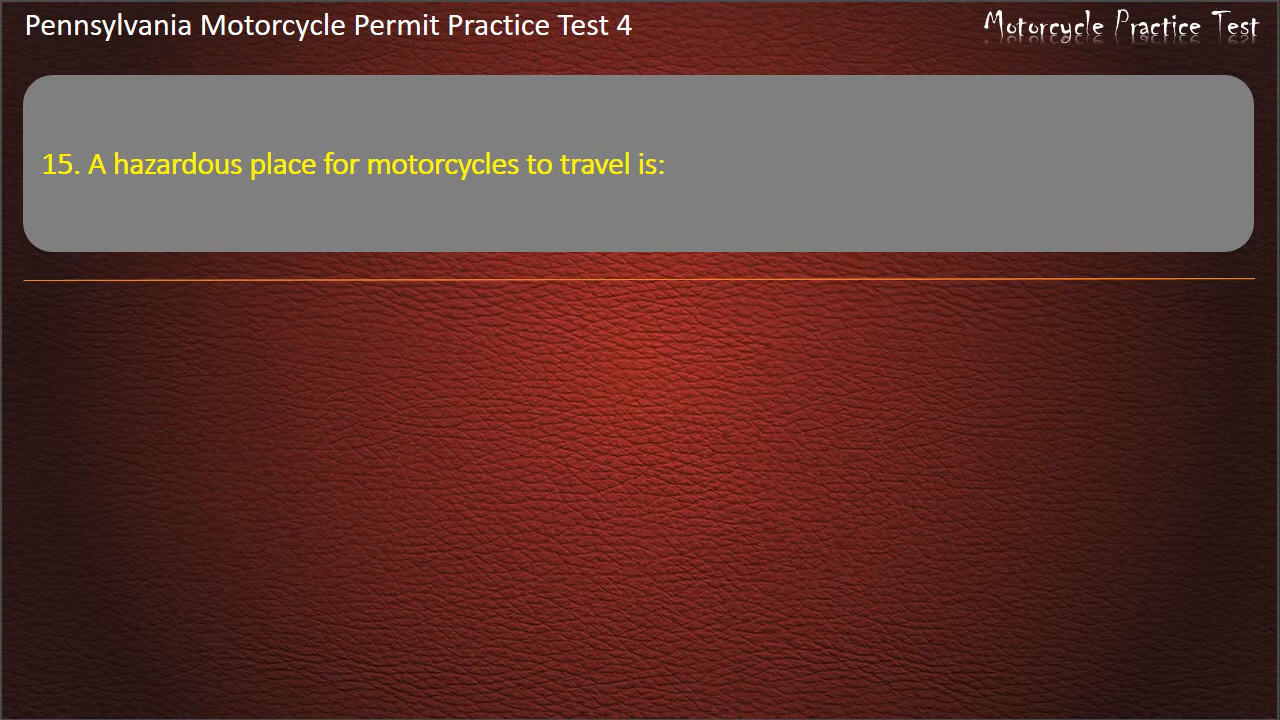 Pennsylvania Motorcycle Permit Practice Test 4
Motorcycle Practice Test
15. A hazardous place for motorcycles to travel is: